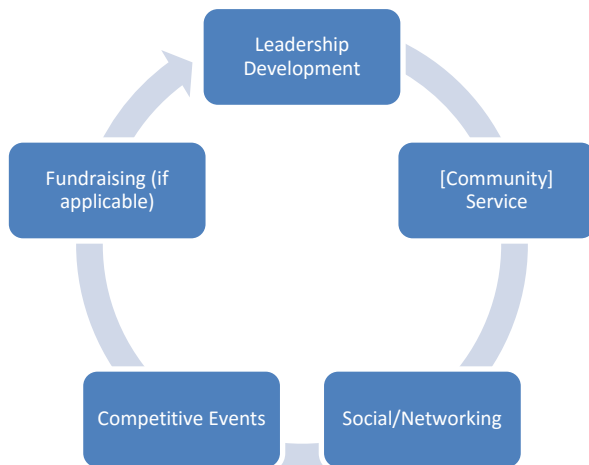 Leadership
Development
[Community]
Service
Social/Networking
Competitive Events
Fundraising (if
applicable)